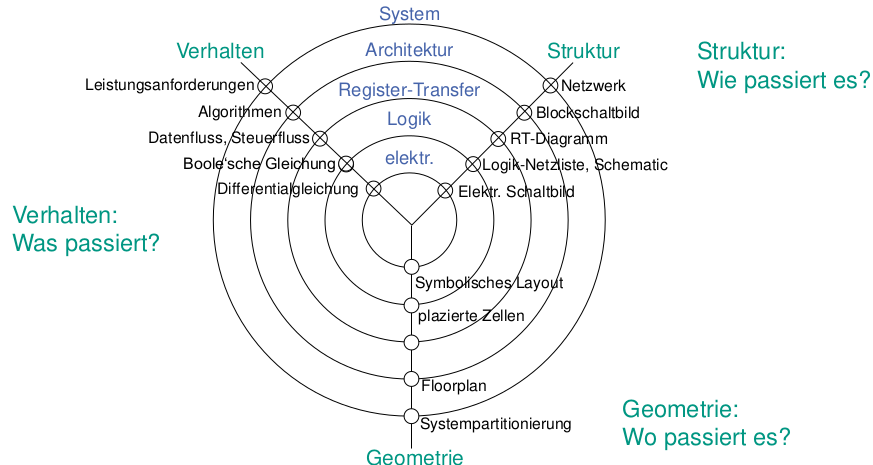 System
Verhalten
Architektur
Struktur
Struktur:
Wie passiert es?
Leistungsanforderungen
Register-Transfer
Netzwerk
Algorithmen
Logik
Blockschaltbild
Datenfluss, Steuerfluss
RT-Diagramm
Boole'sche Gleichung
elektr.
Logik-Netzliste, Schematic
Differentialgleichung
Elektr. Schaltbild
Verhalten:
Was passiert?
Symbolisches Layout
plazierte Zellen
Floorplan
Systempartitionierung
Geometrie:
Wo passiert es?
Geometrie